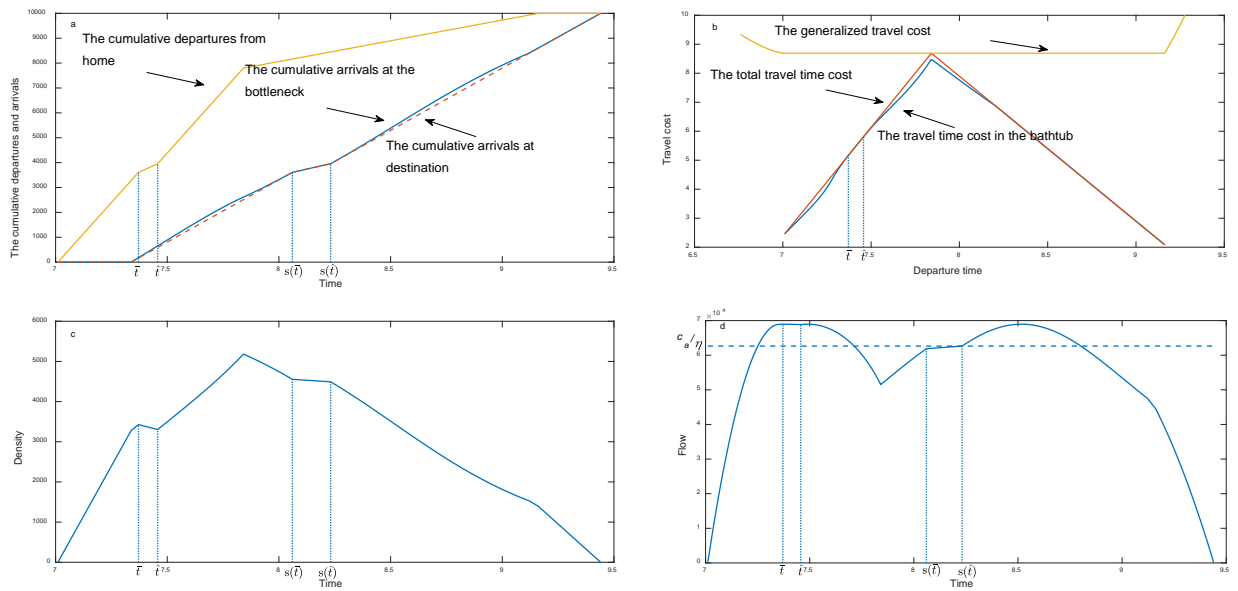 a
10000
9000
8000
7000
6000
5000
4000
3000
2000
1000
0
The cumulative departures and arrivals
The cumulative departures from
home
The cumulative arrivals at the
bottleneck
The cumulative arrivals at
destination
7
7.5
8
8.5
9
9.5
t̄
t̂
s(t̄)
s(t̂)
Time
b
10
9
8
7
6
5
4
3
2
Travel cost
The generalized travel cost
The total travel time cost
The travel time cost in the bathtub
6.5
7
7.5
8
8.5
9
9.5
t̄
t̂
Departure time
c
6000
5000
4000
3000
2000
1000
0
Density
7
7.5
8
8.5
9
9.5
t̄
t̂
s(t̄)
s(t̂)
Time
d
× 10⁴
7
cₐ/η
6
5
4
3
2
1
0
Flow
7
7.5
8
8.5
9
9.5
t̄
t̂
s(t̄)
s(t̂)
Time